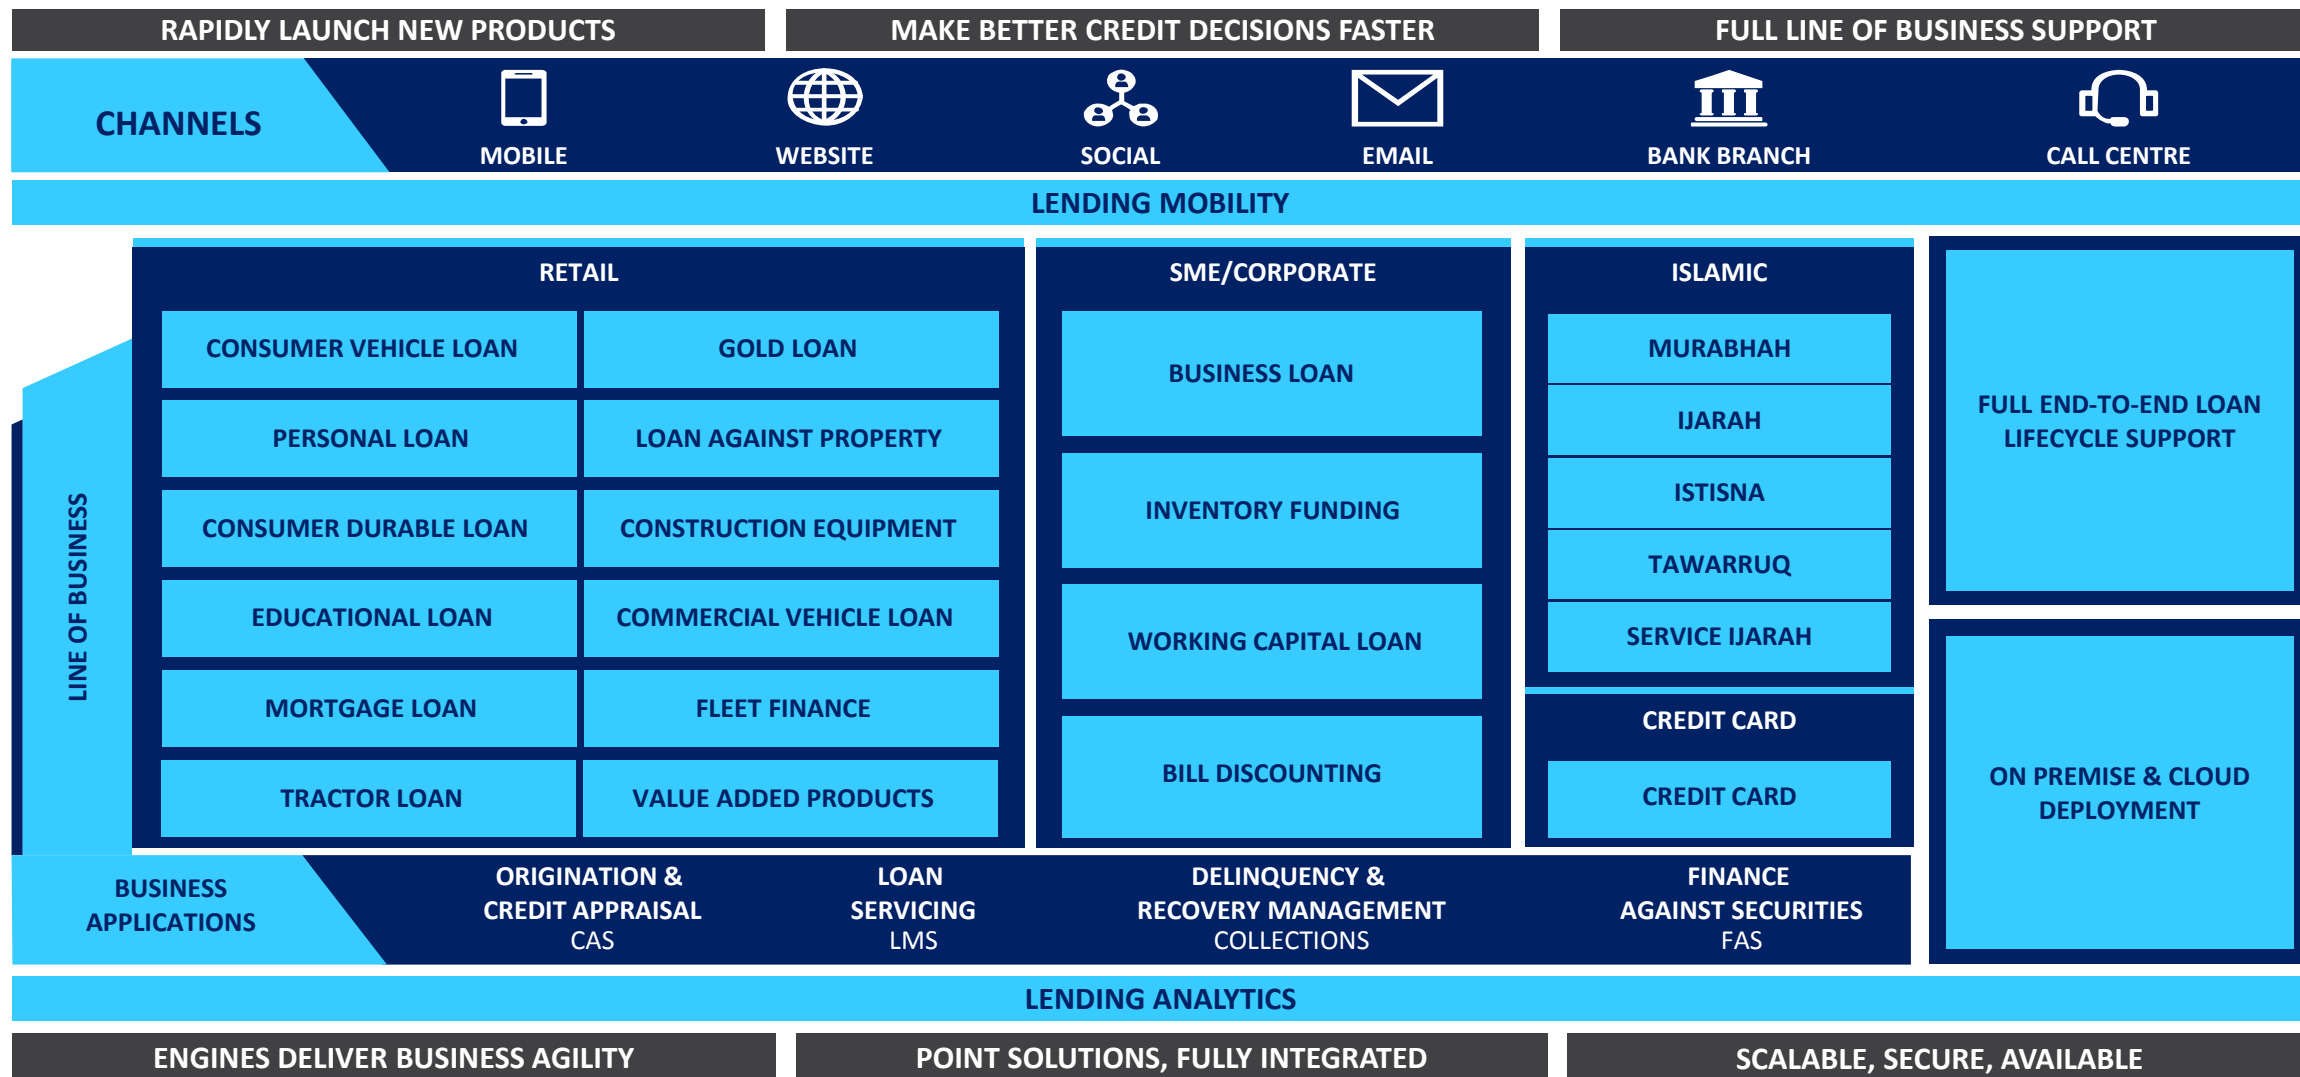 RAPIDLY LAUNCH NEW PRODUCTS
MAKE BETTER CREDIT DECISIONS FASTER
FULL LINE OF BUSINESS SUPPORT
CHANNELS
MOBILE
WEBSITE
SOCIAL
EMAIL
BANK BRANCH
CALL CENTRE
LENDING MOBILITY
LINE OF BUSINESS
RETAIL
CONSUMER VEHICLE LOAN
GOLD LOAN
PERSONAL LOAN
LOAN AGAINST PROPERTY
CONSUMER DURABLE LOAN
CONSTRUCTION EQUIPMENT
EDUCATIONAL LOAN
COMMERCIAL VEHICLE LOAN
MORTGAGE LOAN
FLEET FINANCE
TRACTOR LOAN
VALUE ADDED PRODUCTS
SME/CORPORATE
BUSINESS LOAN
INVENTORY FUNDING
WORKING CAPITAL LOAN
BILL DISCOUNTING
ISLAMIC
MURABHAH
IJARAH
ISTISNA
TAWARRUQ
SERVICE IJARAH
CREDIT CARD
CREDIT CARD
FULL END-TO-END LOAN
LIFECYCLE SUPPORT
ON PREMISE & CLOUD
DEPLOYMENT
BUSINESS
APPLICATIONS
ORIGINATION &
CREDIT APPRAISAL
CAS
LOAN
SERVICING
LMS
DELINQUENCY &
RECOVERY MANAGEMENT
COLLECTIONS
FINANCE
AGAINST SECURITIES
FAS
LENDING ANALYTICS
ENGINES DELIVER BUSINESS AGILITY
POINT SOLUTIONS, FULLY INTEGRATED
SCALABLE, SECURE, AVAILABLE